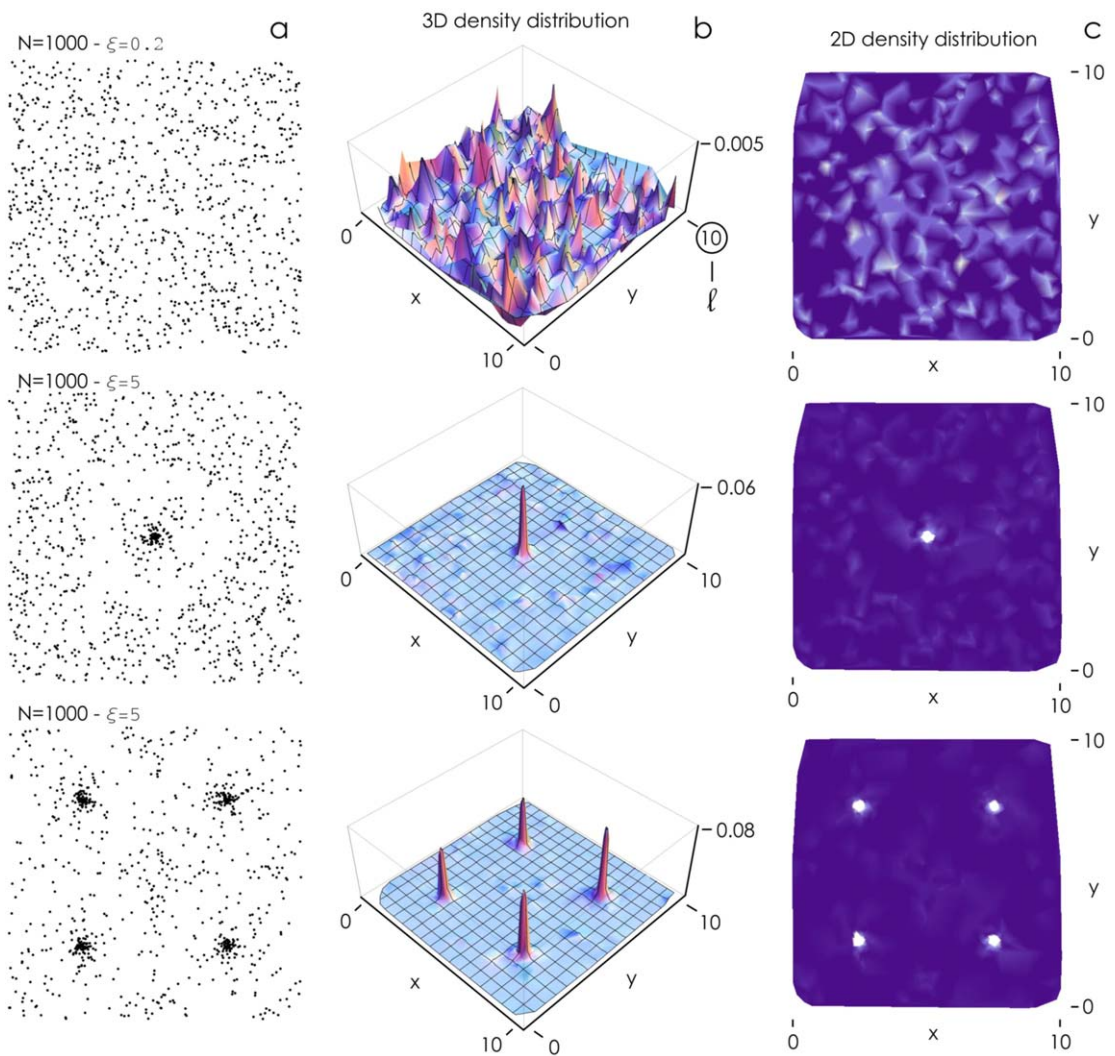 a
N=1000 - ξ=0.2
3D density distribution
b
-0.005
0
10
ℓ
x
y
10
0
2D density distribution
c
-10
y
-0
0
x
10
N=1000 - ξ=5
-0.06
0
10
x
y
10
0
-10
y
-0
0
x
10
N=1000 - ξ=5
-0.08
0
10
x
y
10
0
-10
y
-0
0
x
10